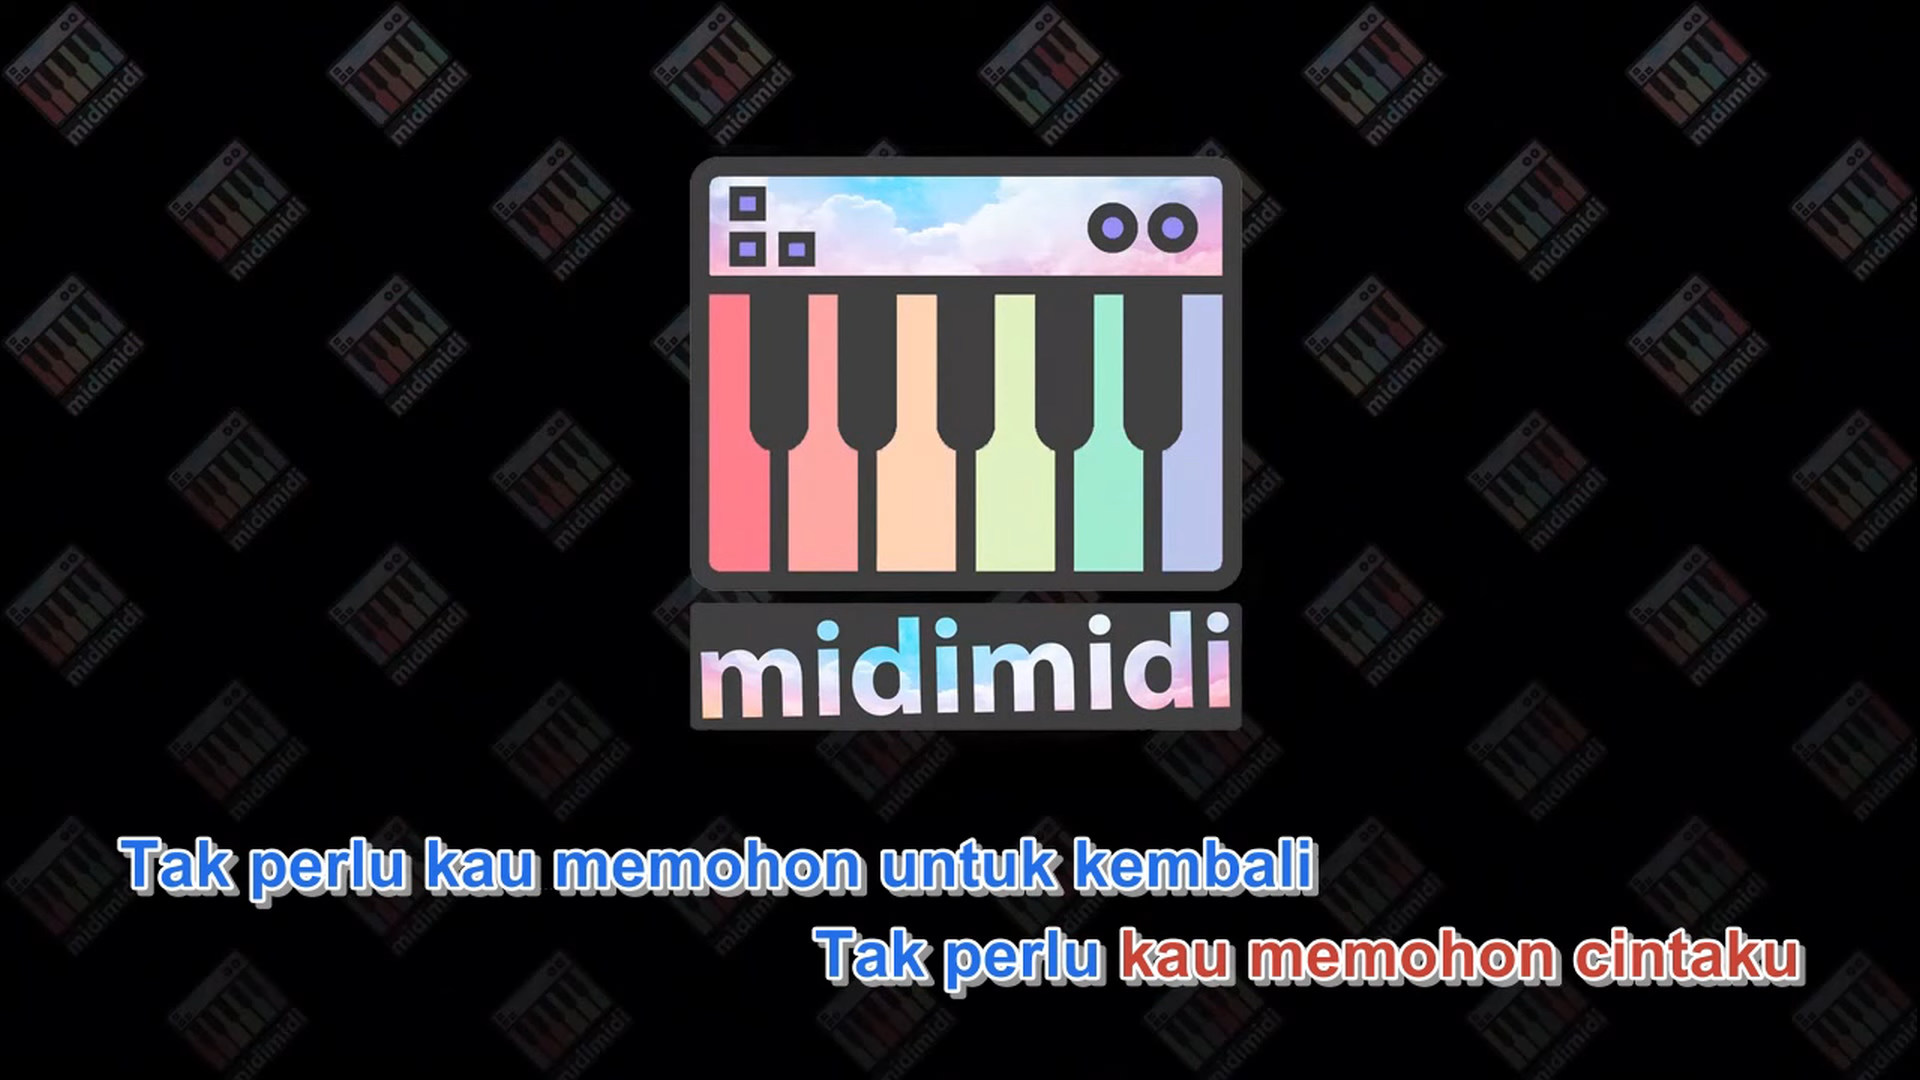 midimidi
Tak perlu kau memohon untuk kembali
Tak perlu kau memohon cintaku